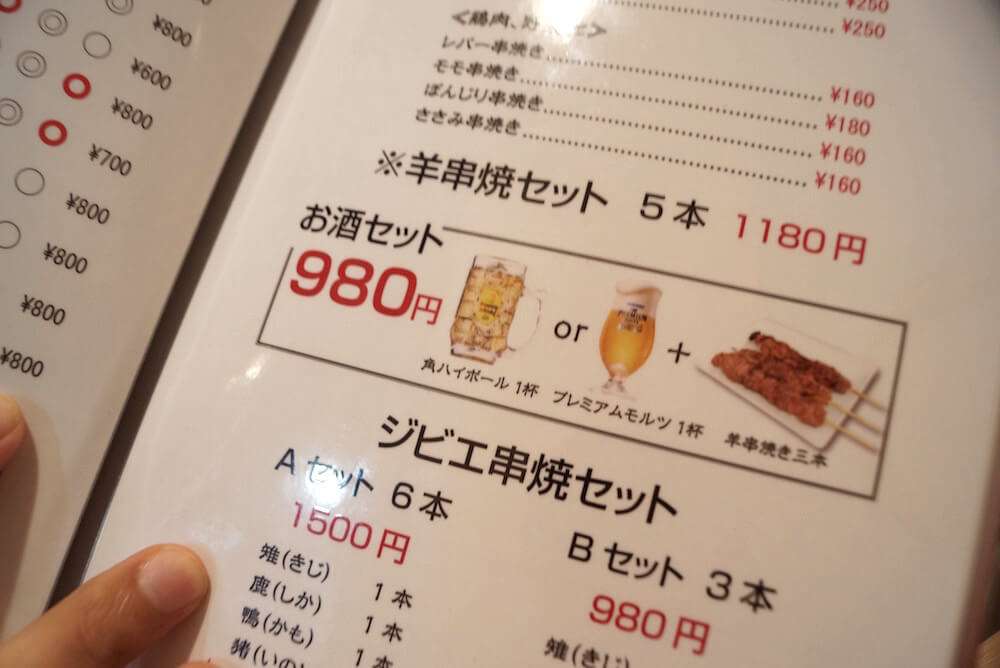 ¥800
¥600
¥800
¥700
¥800
¥800
¥800
¥800
¥250
¥250
レバー串焼き
¥160
モモ串焼き
¥180
ぼんじり串焼き
¥160
ささみ串焼き
¥160
※羊串焼セット 5本 1180円
お酒セット
980円
or
+
角ハイボール 1杯
プレミアムモルツ 1杯
羊串焼き三本
ジビエ串焼セット
Aセット 6本
1500円
雉(きじ) 1本
鹿(しか) 1本
鴨(かも) 1本
猪(いの
Bセット 3本
980円
雉(きじ)